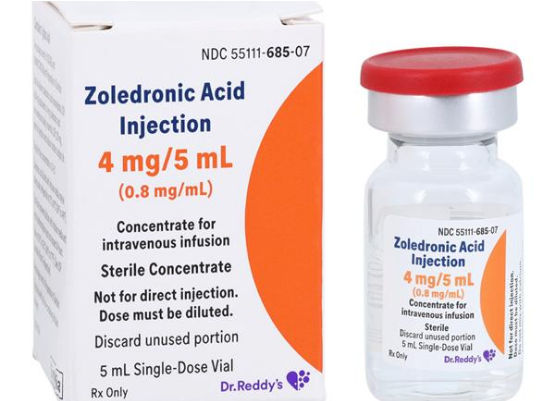 NDC 55111-685-07
Zoledronic Acid
Injection
4 mg/5 mL
(0.8 mg/mL)
Concentrate for
intravenous infusion
Sterile Concentrate
Not for direct injection.
Dose must be diluted.
Discard unused portion
5 mL Single-Dose Vial
Rx Only
Dr.Reddy's
NDC 55111-685-07
Zoledronic Acid
Injection
4 mg/5 mL
(0.8 mg/mL)
Concentrate for
intravenous infusion
Sterile
Discard unused portion
5 mL Single-Dose Vial
Rx Only
Dr.Reddy's
Not for direct injection.
Dose must be diluted.